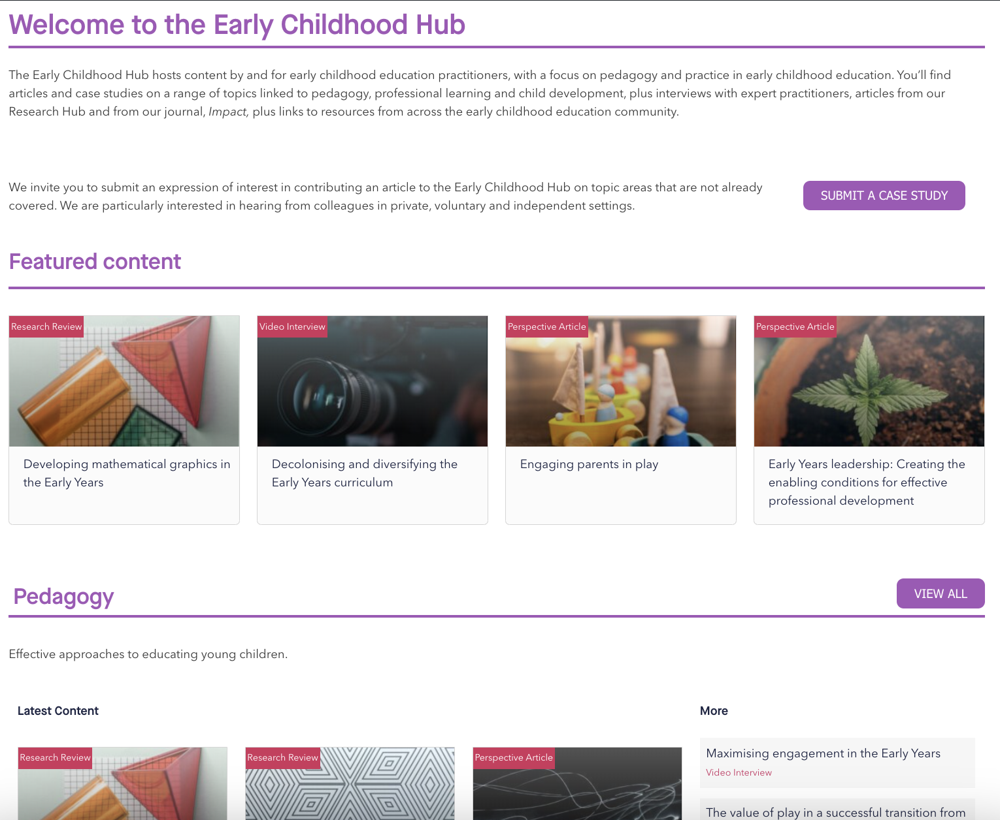 Welcome to the Early Childhood Hub
The Early Childhood Hub hosts content by and for early childhood education practitioners, with a focus on pedagogy and practice in early childhood education. You’ll find
articles and case studies on a range of topics linked to pedagogy, professional learning and child development, plus interviews with expert practitioners, articles from our
Research Hub and from our journal, Impact, plus links to resources from across the early childhood education community.
We invite you to submit an expression of interest in contributing an article to the Early Childhood Hub on topic areas that are not already
covered. We are particularly interested in hearing from colleagues in private, voluntary and independent settings.
SUBMIT A CASE STUDY
Featured content
Research Review
Developing mathematical graphics in
the Early Years
Video Interview
Decolonising and diversifying the
Early Years curriculum
Perspective Article
Engaging parents in play
Perspective Article
Early Years leadership: Creating the
enabling conditions for effective
professional development
Pedagogy
VIEW ALL
Effective approaches to educating young children.
Latest Content
Research Review
Research Review
Perspective Article
More
Maximising engagement in the Early Years
Video Interview
The value of play in a successful transition from